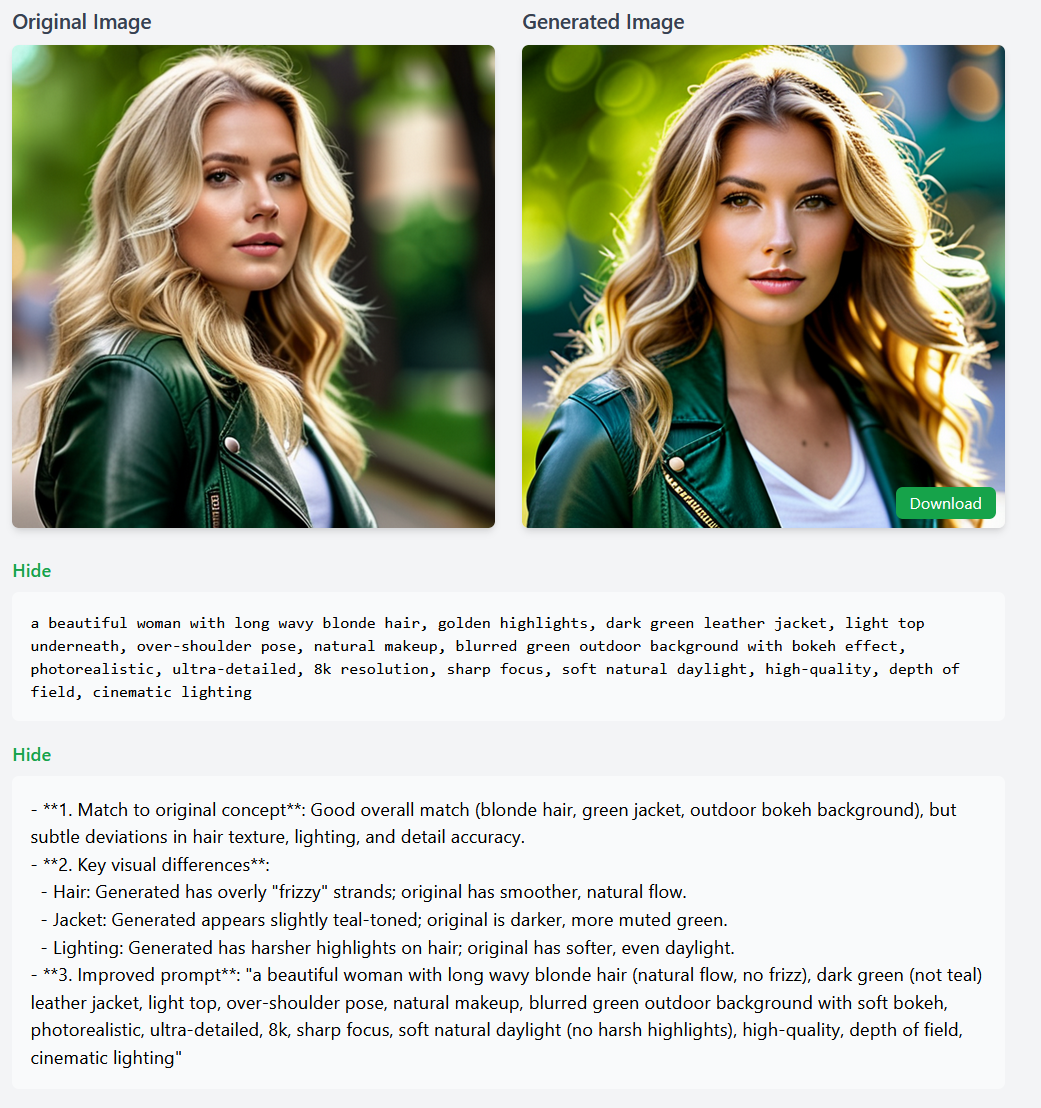 Original Image
Generated Image
Download
Hide
a beautiful woman with long wavy blonde hair, golden highlights, dark green leather jacket, light top
underneath, over-shoulder pose, natural makeup, blurred green outdoor background with bokeh effect,
photorealistic, ultra-detailed, 8k resolution, sharp focus, soft natural daylight, high-quality, depth of
field, cinematic lighting
Hide
- **1. Match to original concept**: Good overall match (blonde hair, green jacket, outdoor bokeh background), but
subtle deviations in hair texture, lighting, and detail accuracy.
- **2. Key visual differences**:
- Hair: Generated has overly "frizzy" strands; original has smoother, natural flow.
- Jacket: Generated appears slightly teal-toned; original is darker, more muted green.
- Lighting: Generated has harsher highlights on hair; original has softer, even daylight.
- **3. Improved prompt**: "a beautiful woman with long wavy blonde hair (natural flow, no frizz), dark green (not teal)
leather jacket, light top, over-shoulder pose, natural makeup, blurred green outdoor background with soft bokeh,
photorealistic, ultra-detailed, 8k, sharp focus, soft natural daylight (no harsh highlights), high-quality, depth of field,
cinematic lighting"